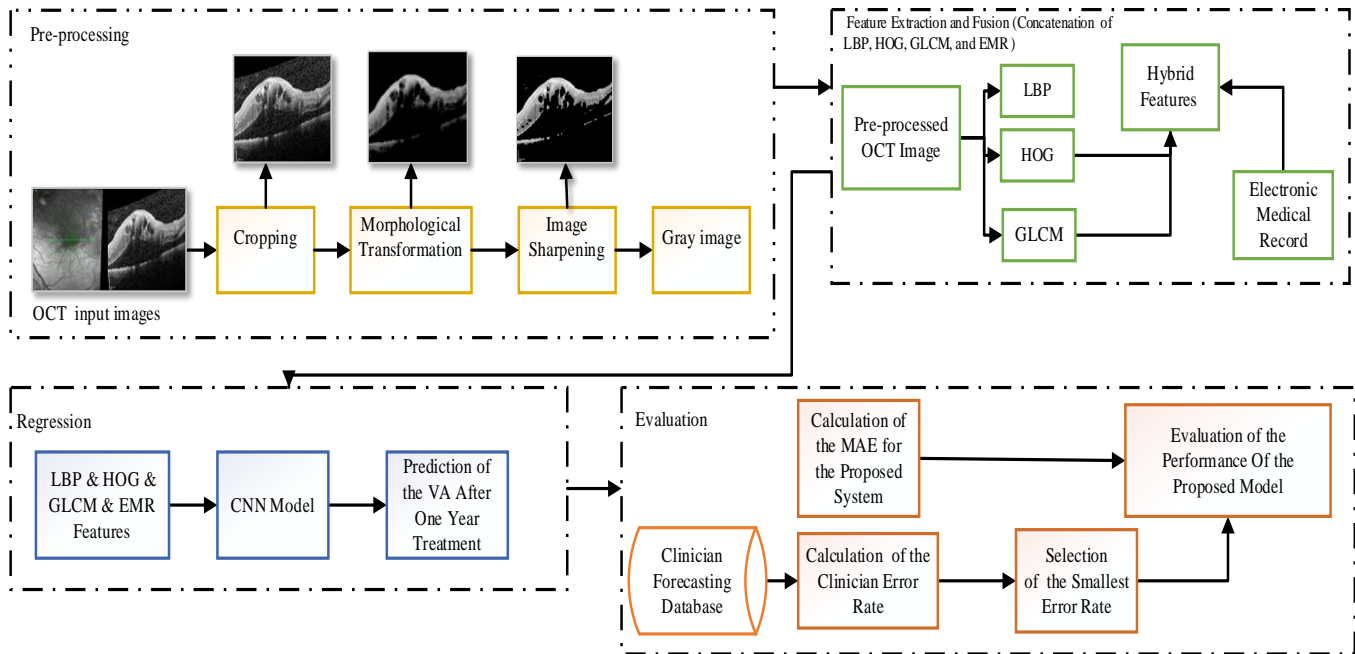 Pre-processing
Cropping
Morphological
Transformation
Image
Sharpening
Gray image
OCT input images
Feature Extraction and Fusion (Concatenation of
LBP, HOG, GLCM, and EMR)
Pre-processed
OCT Image
LBP
HOG
GLCM
Hybrid
Features
Electronic
Medical
Record
Regression
LBP & HOG &
GLCM & EMR
Features
CNN Model
Prediction of
the VA After
One Year
Treatment
Evaluation
Calculation of
the MAE for
the Proposed
System
Evaluation of the
Performance Of the
Proposed Model
Clinician
Forecasting
Database
Calculation of the
Clinician Error
Rate
Selection
of the Smallest
Error Rate